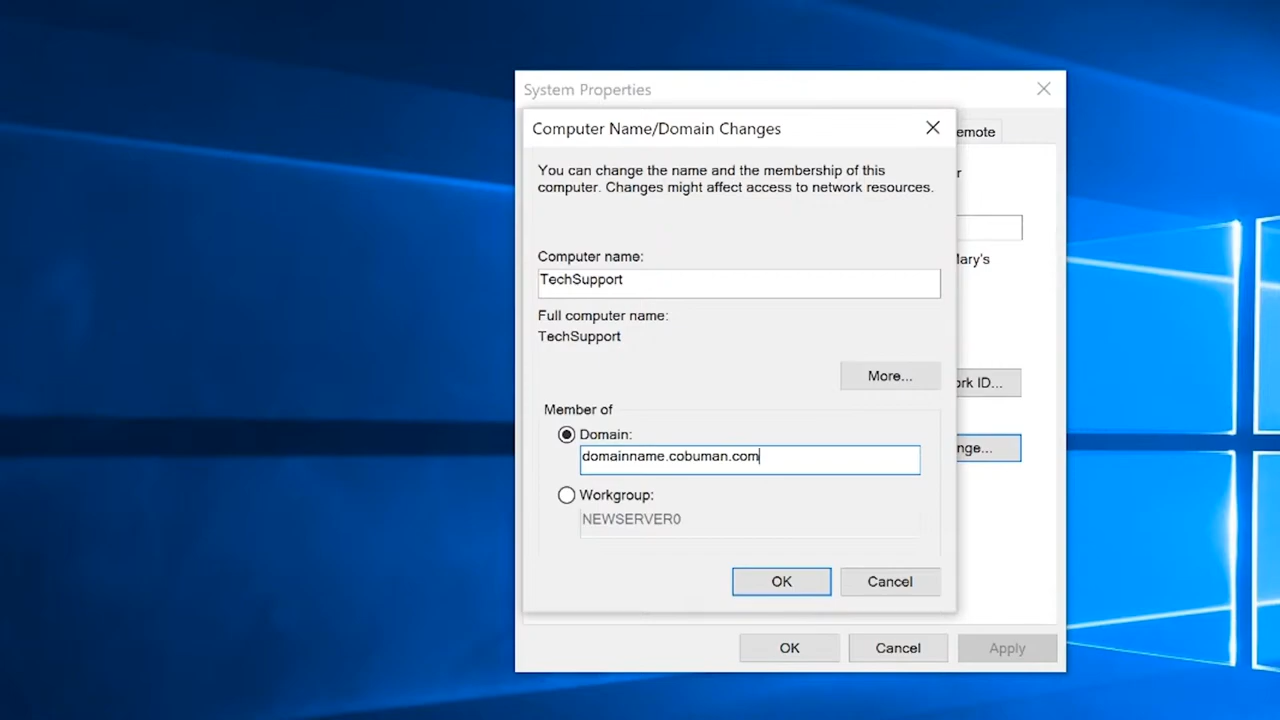 System Properties
Computer Name/Domain Changes
emote
You can change the name and the membership of this
computer. Changes might affect access to network resources.
r
Computer name:
TechSupport
Mary's
Full computer name:
TechSupport
More...
ork ID...
Member of
Domain:
domainname.cobuman.com
nge...
Workgroup:
NEWSERVER0
OK
Cancel
OK
Cancel
Apply